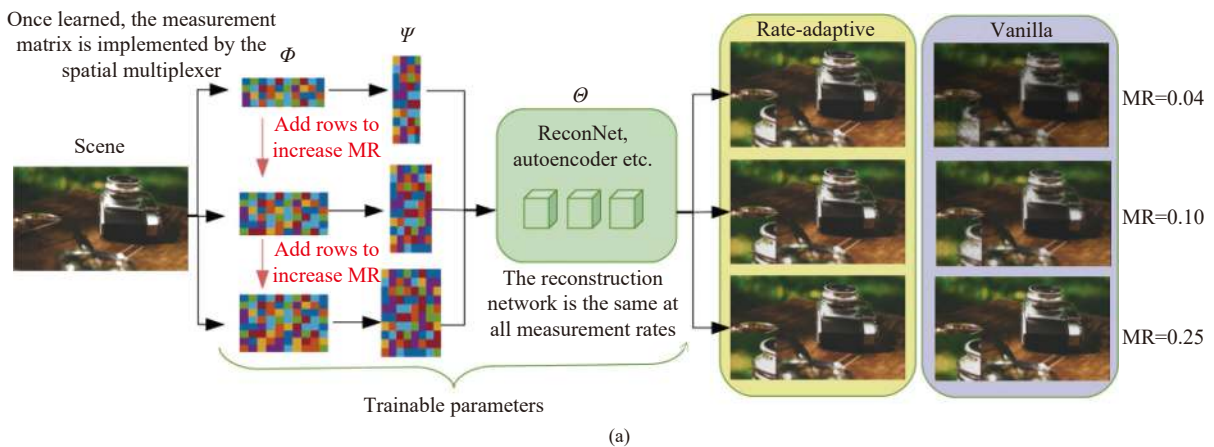 Once learned, the measurement
matrix is implemented by the
spatial multiplexer
Φ
Ψ
Scene
Add rows to
increase MR
Add rows to
increase MR
Θ
ReconNet,
autoencoder etc.
The reconstruction
network is the same at
all measurement rates
Trainable parameters
Rate-adaptive
Vanilla
MR=0.04
MR=0.10
MR=0.25
(a)